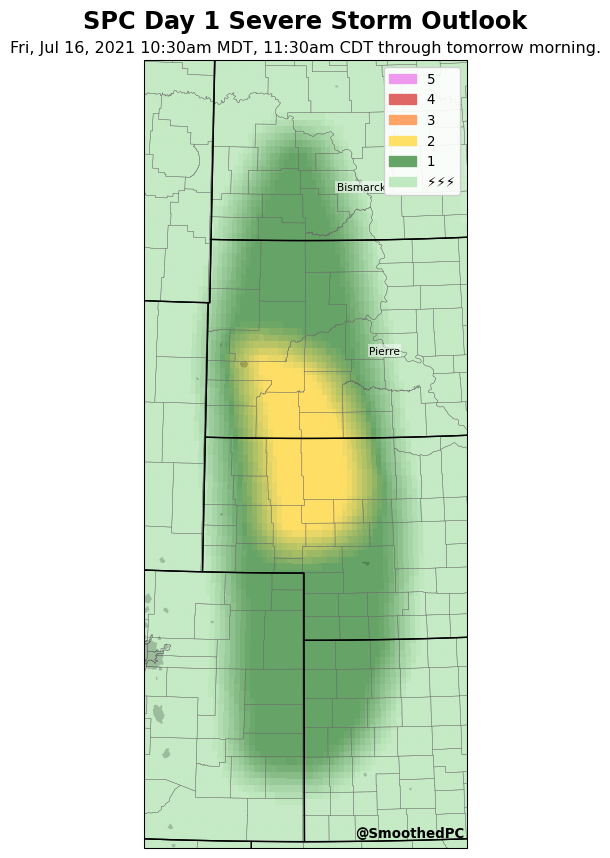 SPC Day 1 Severe Storm Outlook
Fri, Jul 16, 2021 10:30am MDT, 11:30am CDT through tomorrow morning.
5
4
3
2
1
⚡⚡⚡
Bismarck
Pierre
@SmoothedPC